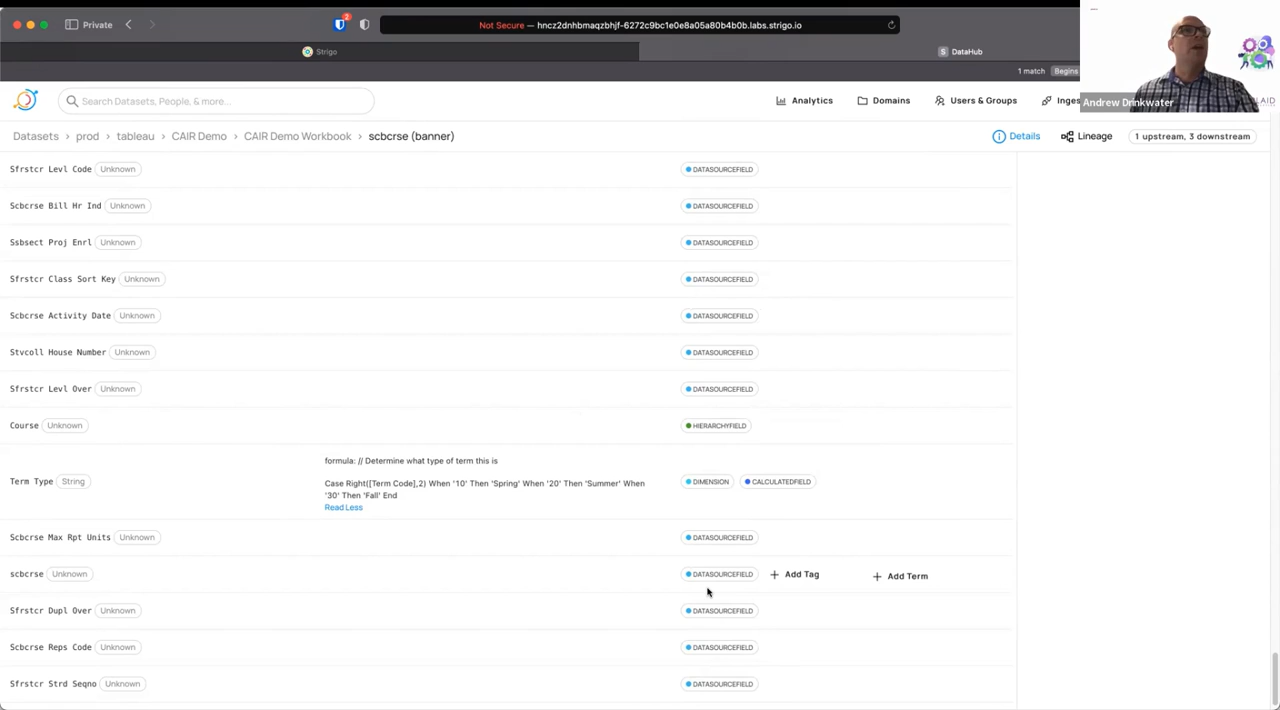 Private
2
Not Secure — hncz2dnhbmaqzbhjf-6272c9bc1e0e8a05a80b4b0b.labs.strigo.io
Strigo
S DataHub
1 match Begins
Search Datasets, People, & more...
Analytics
Domains
Users & Groups
Andrew Drinkwater
Datasets > prod > tableau > CAIR Demo > CAIR Demo Workbook > scbcrse (banner)
Details
Lineage
1 upstream, 3 downstream
Sfrstcr Levl Code Unknown DATASOURCEFIELD
Scbcrse Bill Hr Ind Unknown DATASOURCEFIELD
Ssbsect Proj Enrl Unknown DATASOURCEFIELD
Sfrstcr Class Sort Key Unknown DATASOURCEFIELD
Scbcrse Activity Date Unknown DATASOURCEFIELD
Stvcoll House Number Unknown DATASOURCEFIELD
Sfrstcr Levl Over Unknown DATASOURCEFIELD
Course Unknown HIERARCHYFIELD
formula: // Determine what type of term this is
Term Type String
Case Right([Term Code],2) When '10' Then 'Spring' When '20' Then 'Summer' When
'30' Then 'Fall' End
Read Less
DIMENSION CALCULATEDFIELD
Scbcrse Max Rpt Units Unknown DATASOURCEFIELD
scbcrse Unknown DATASOURCEFIELD + Add Tag + Add Term
Sfrstcr Dupl Over Unknown DATASOURCEFIELD
Scbcrse Reps Code Unknown DATASOURCEFIELD
Sfrstcr Strd Seqno Unknown DATASOURCEFIELD